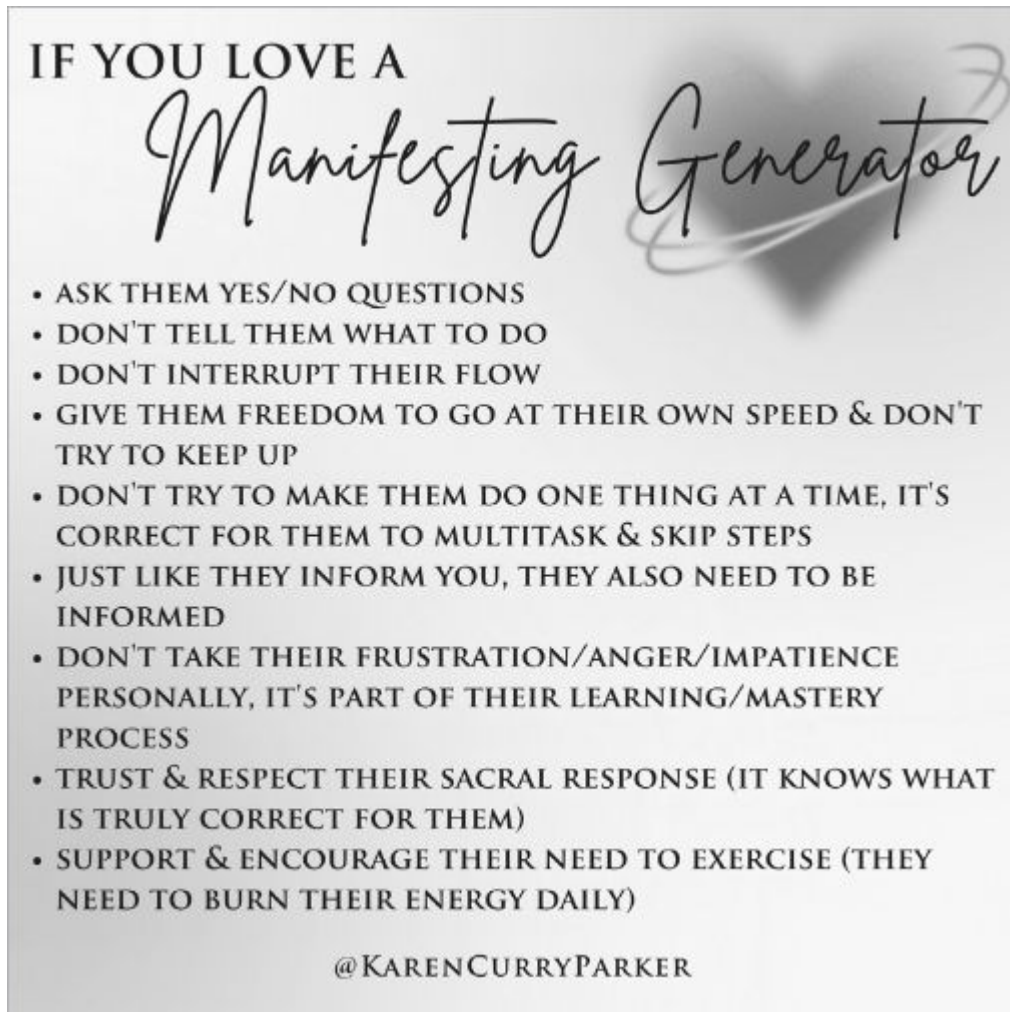 IF YOU LOVE A
Manifesting Generator
• ASK THEM YES/NO QUESTIONS
• DON'T TELL THEM WHAT TO DO
• DON'T INTERRUPT THEIR FLOW
• GIVE THEM FREEDOM TO GO AT THEIR OWN SPEED & DON'T
TRY TO KEEP UP
• DON'T TRY TO MAKE THEM DO ONE THING AT A TIME, IT'S
CORRECT FOR THEM TO MULTITASK & SKIP STEPS
• JUST LIKE THEY INFORM YOU, THEY ALSO NEED TO BE
INFORMED
• DON'T TAKE THEIR FRUSTRATION/ANGER/IMPATIENCE
PERSONALLY, IT'S PART OF THEIR LEARNING/MASTERY
PROCESS
• TRUST & RESPECT THEIR SACRAL RESPONSE (IT KNOWS WHAT
IS TRULY CORRECT FOR THEM)
• SUPPORT & ENCOURAGE THEIR NEED TO EXERCISE (THEY
NEED TO BURN THEIR ENERGY DAILY)
@KARENCURRYPARKER